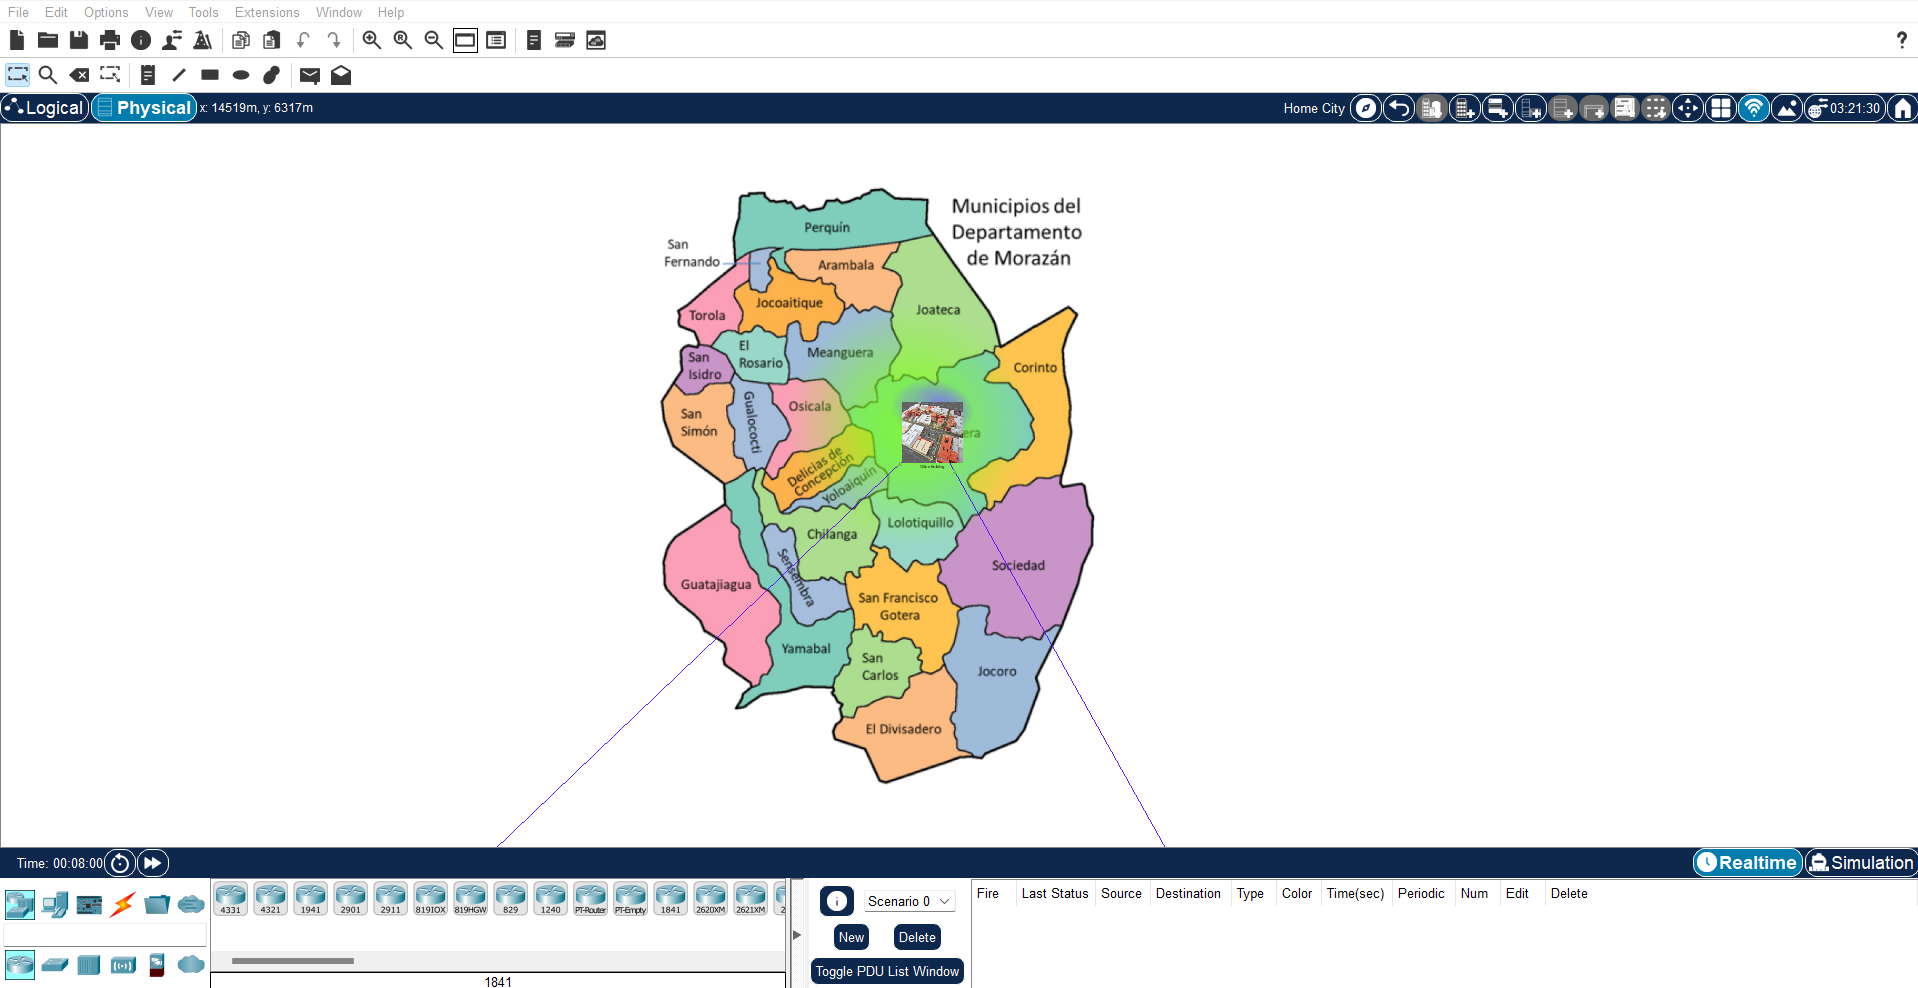 File Edit Options View Tools Extensions Window Help
?
Logical Physical x: 14519m, y: 6317m Home City 03:21:30
Municipios del
Departamento
de Morazán
Perquín
San
Fernando
Arambala
Jocoaitique
Joateca
Torola
El
Rosario
Meanguera
San
Isidro
Corinto
Osicala
Gualococti
San
Simón
era
Delicias de
Concepción
Yoloaiquín
Lolotiquillo
Chilanga
Sensembra
Sociedad
Guatajiagua
San Francisco
Gotera
Yamabal
San
Carlos
Jocoro
El Divisadero
Time: 00:08:00 Realtime Simulation
4331 4321 1941 2901 2911 819IOX 819HGW 829 1240 PT-Router PT-Empty 1841 2620XM 2621XM 2
1841
Scenario 0
New Delete
Toggle PDU List Window
Fire Last Status Source Destination Type Color Time(sec) Periodic Num Edit Delete